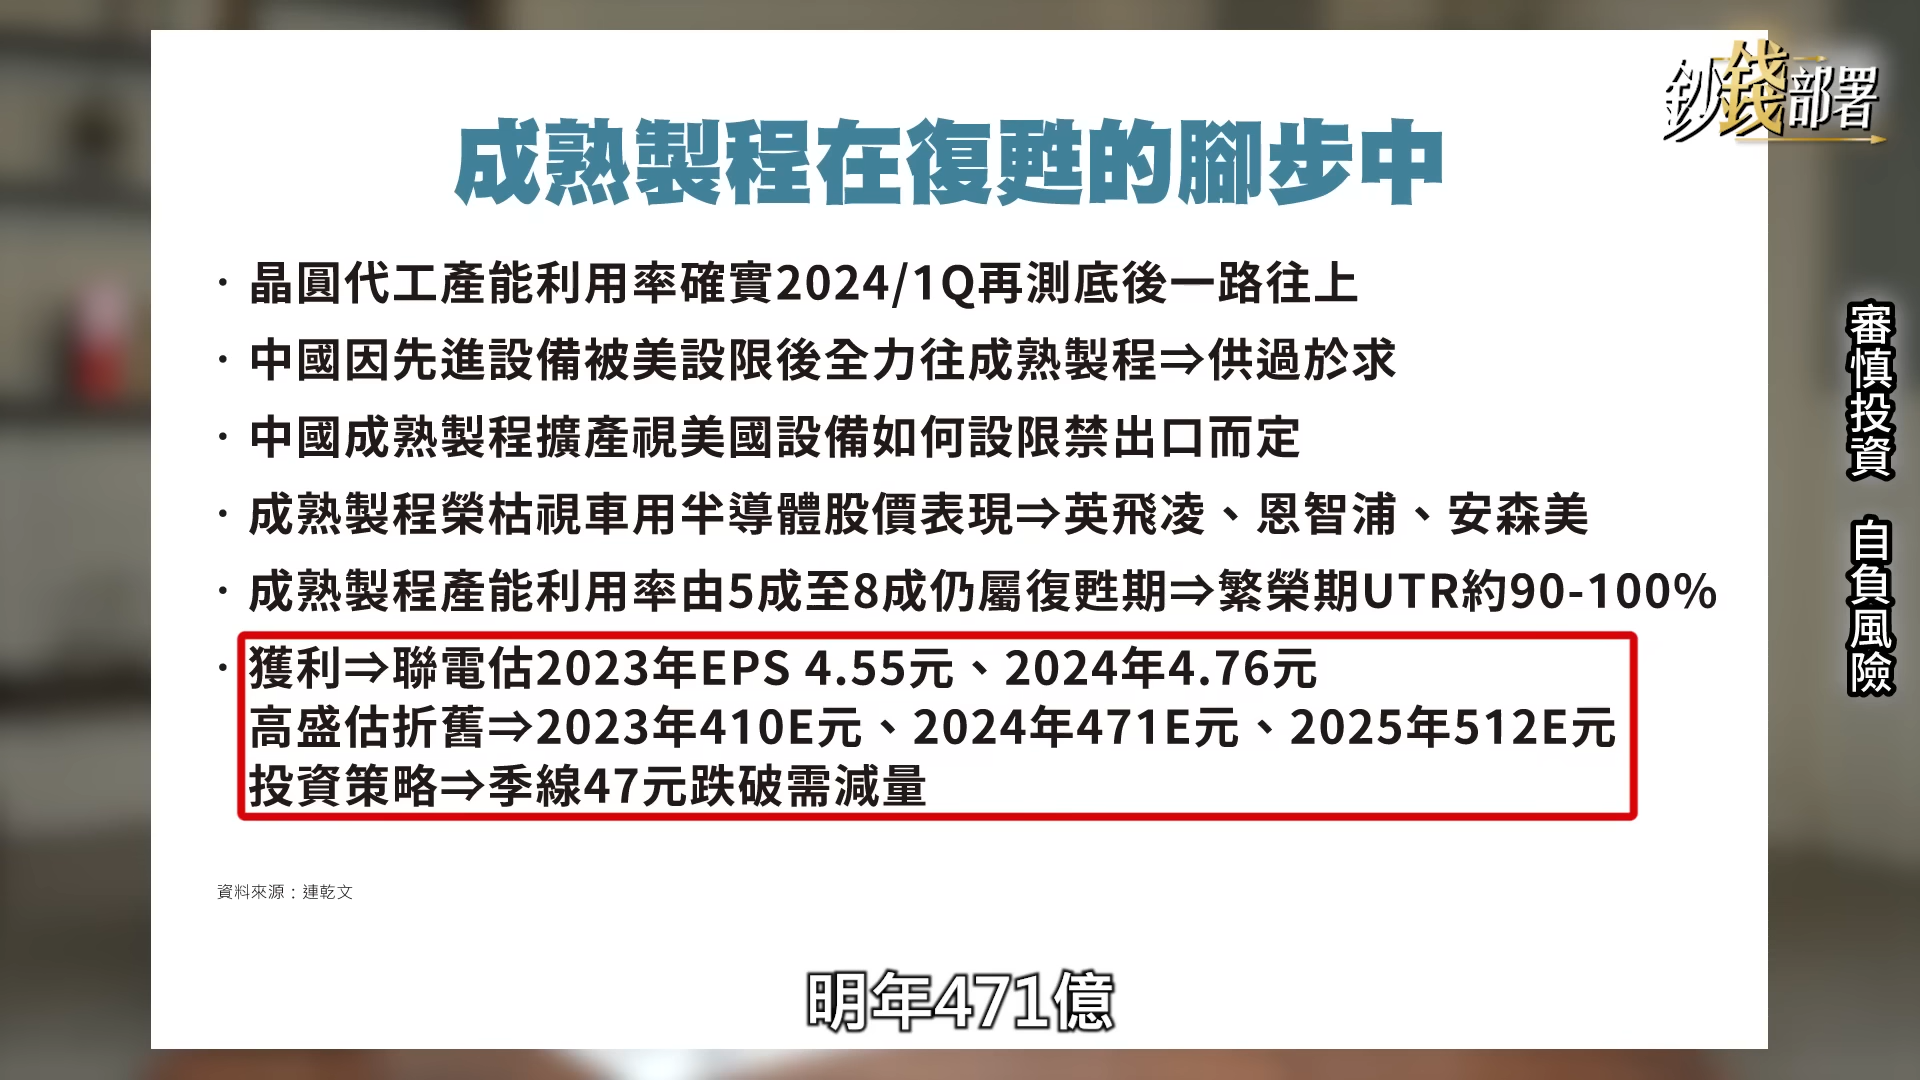 成熟製程在復甦的腳步中
· 晶圓代工產能利用率確實2024/1Q再測底後一路往上
· 中國因先進設備被美設限後全力往成熟製程⇒供過於求
· 中國成熟製程擴產視美國設備如何設限禁出口而定
· 成熟製程榮枯視車用半導體股價表現⇒英飛凌、恩智浦、安森美
· 成熟製程產能利用率由5成至8成仍屬復甦期⇒繁榮期UTR約90-100%
· 獲利⇒聯電估2023年EPS 4.55元、2024年4.76元
高盛估折舊⇒2023年410E元、2024年471E元、2025年512E元
投資策略⇒季線47元跌破需減量
資料來源：連乾文
明年471億
鈔錢部署
審慎投資 自負風險